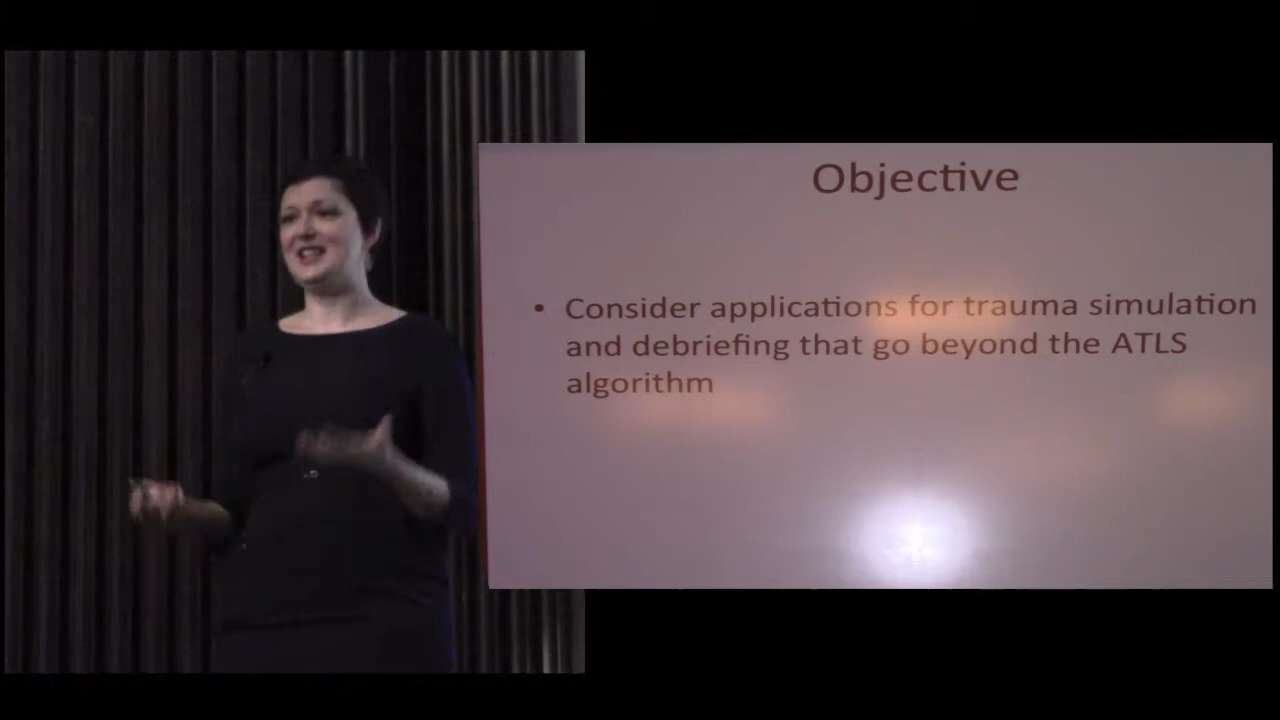 Objective
• Consider applications for trauma simulation
and debriefing that go beyond the ATLS
algorithm